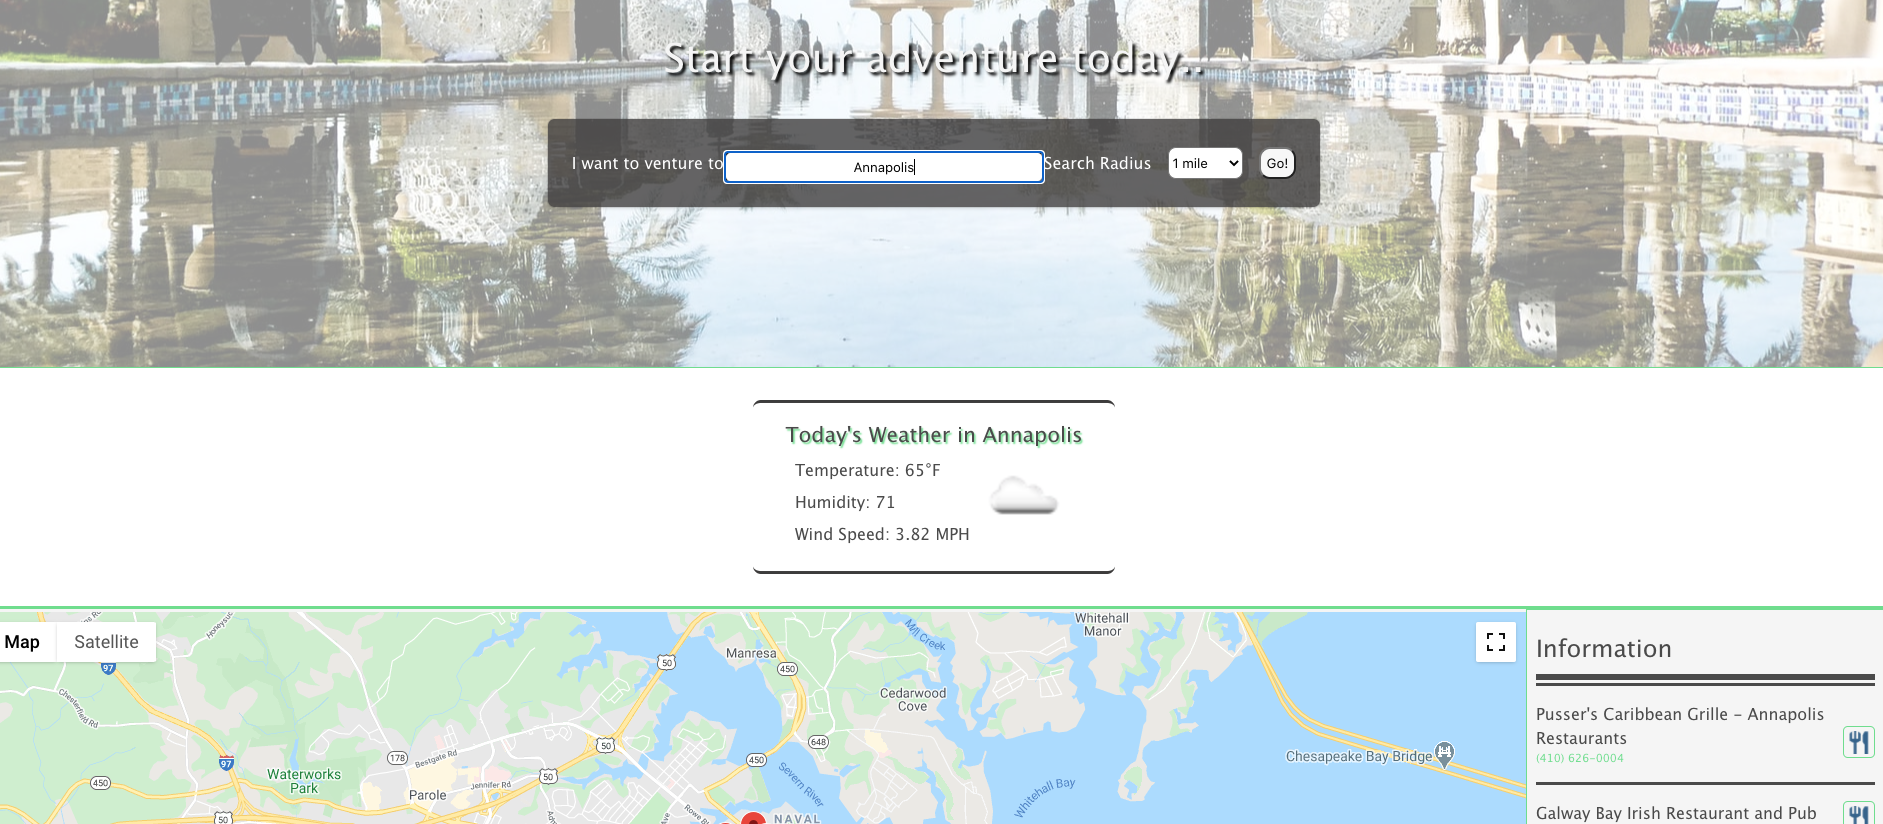 Start your adventure today..
I want to venture to Annapolis Search Radius 1 mile Go!
Today's Weather in Annapolis
Temperature: 65°F
Humidity: 71
Wind Speed: 3.82 MPH
Map Satellite
97
Chesterfield Rd
450
Waterworks
Park
97
50
178
Bestgate Rd
Parole
Jennifer Rd
50
50
50
Manresa
450
Mill Creek
Cedarwood
Cove
648
450
Severn River
NAVAL
Whitehall
Manor
Whitehall Bay
Chesapeake Bay Bridge
Information
Pusser's Caribbean Grille - Annapolis
Restaurants
(410) 626-0004
Galway Bay Irish Restaurant and Pub